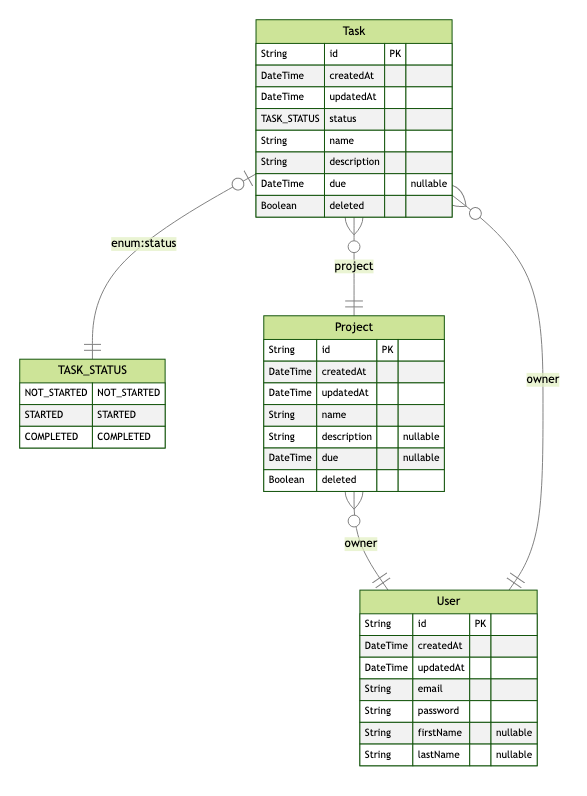 Task
String id PK
DateTime createdAt
DateTime updatedAt
TASK_STATUS status
String name
String description
DateTime due nullable
Boolean deleted
enum:status
project
TASK_STATUS
NOT_STARTED NOT_STARTED
STARTED STARTED
COMPLETED COMPLETED
Project
String id PK
DateTime createdAt
DateTime updatedAt
String name
String description nullable
DateTime due nullable
Boolean deleted
owner
owner
User
String id PK
DateTime createdAt
DateTime updatedAt
String email
String password
String firstName nullable
String lastName nullable